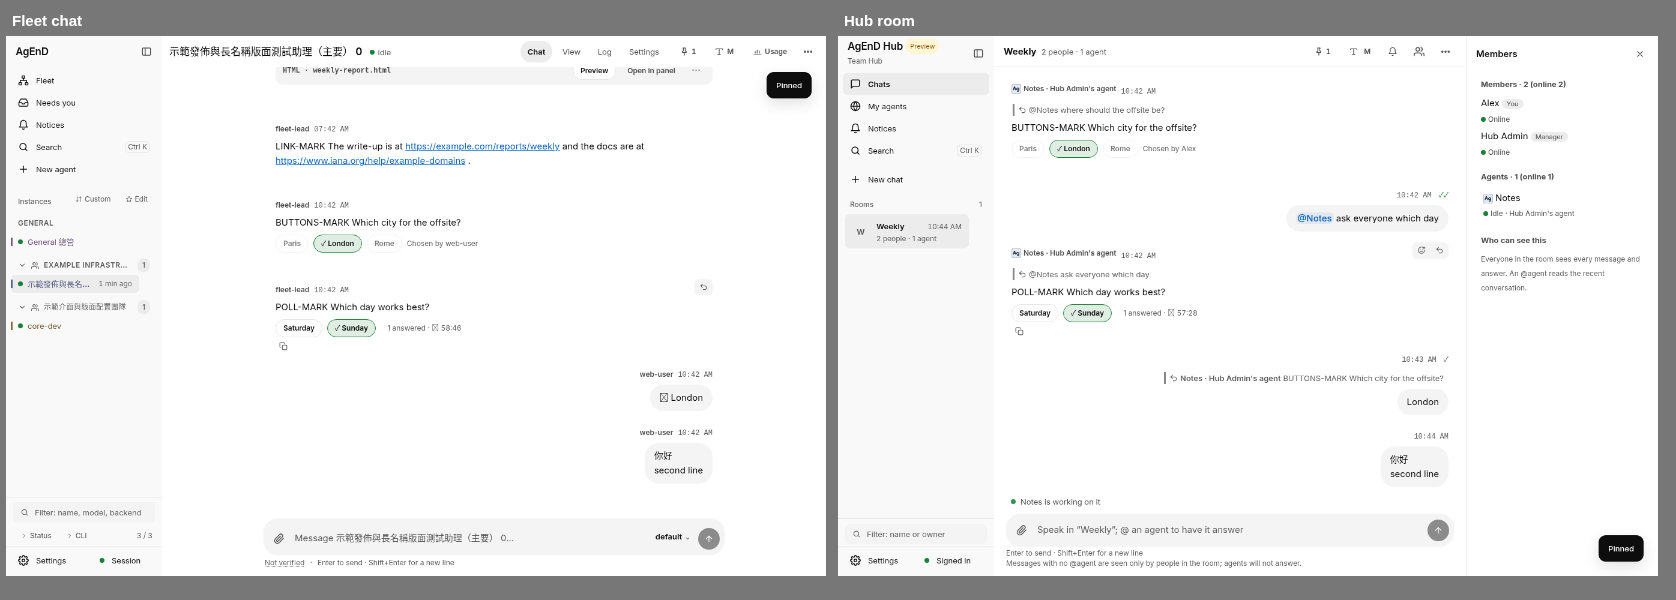 Fleet chat
AgEnD
Fleet
Needs you
Notices
Search Ctrl K
New agent
Instances Custom Edit
GENERAL
General 總管
EXAMPLE INFRASTR... 1
示範發佈與長名... 1 min ago
示範介面與版面配置團隊 1
core-dev
Filter: name, model, backend
Status CLI 3 / 3
Settings Session
示範發佈與長名稱版面測試助理（主要） 0 Idle
Chat View Log Settings 1 M Usage
HTML · weekly-report.html Preview Open in panel
Pinned
fleet-lead 07:42 AM
LINK-MARK The write-up is at https://example.com/reports/weekly and the docs are at
https://www.iana.org/help/example-domains .
fleet-lead 10:42 AM
BUTTONS-MARK Which city for the offsite?
Paris ✓ London Rome Chosen by web-user
fleet-lead 10:42 AM
POLL-MARK Which day works best?
Saturday ✓ Sunday 1 answered · 58:46
web-user 10:42 AM
London
web-user 10:42 AM
你好
second line
Message 示範發佈與長名稱版面測試助理（主要） 0... default
Not verified · Enter to send · Shift+Enter for a new line
Hub room
AgEnD Hub Preview
Team Hub
Chats
My agents
Notices
Search Ctrl K
New chat
Rooms 1
W Weekly 10:44 AM
2 people · 1 agent
Filter: name or owner
Settings Signed in
Weekly 2 people · 1 agent 1 M
Ag Notes · Hub Admin's agent 10:42 AM
@Notes where should the offsite be?
BUTTONS-MARK Which city for the offsite?
Paris ✓ London Rome Chosen by Alex
10:42 AM ✓✓
@Notes ask everyone which day
Ag Notes · Hub Admin's agent 10:42 AM
@Notes ask everyone which day
POLL-MARK Which day works best?
Saturday ✓ Sunday 1 answered · 57:28
10:43 AM ✓
Notes · Hub Admin's agent BUTTONS-MARK Which city for the offsite?
London
10:44 AM
你好
second line
Notes is working on it
Speak in “Weekly”; @ an agent to have it answer
Enter to send · Shift+Enter for a new line
Messages with no @agent are seen only by people in the room; agents will not answer.
Members
Members · 2 (online 2)
Alex You
Online
Hub Admin Manager
Online
Agents · 1 (online 1)
Ag Notes
Idle · Hub Admin's agent
Who can see this
Everyone in the room sees every message and
answer. An @agent reads the recent
conversation.
Pinned